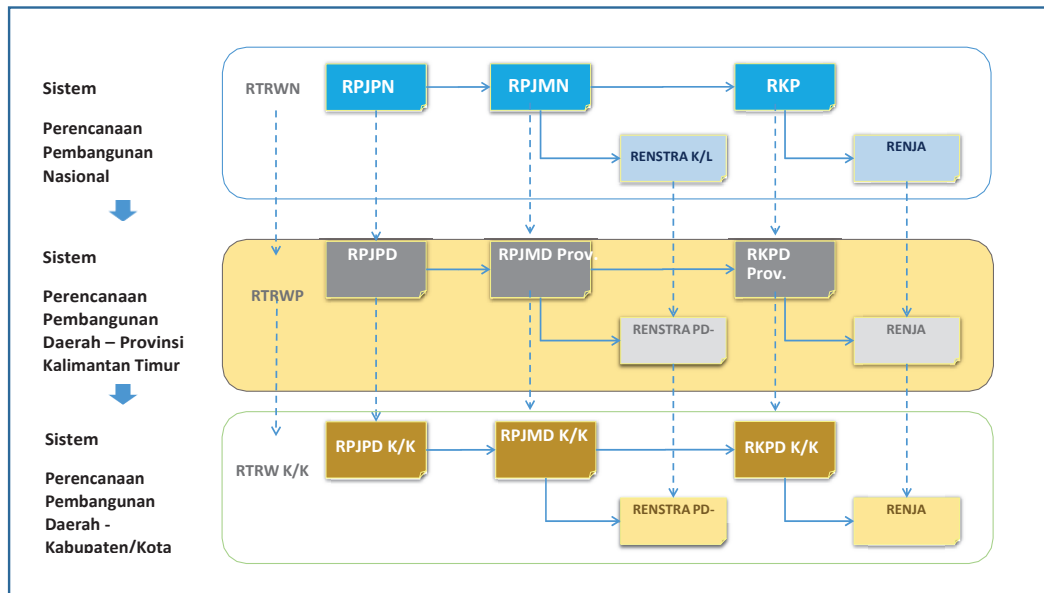 Sistem
Perencanaan
Pembangunan
Nasional
RTRWN
RPJPN
RPJMN
RKP
RENSTRA K/L
RENJA
Sistem
Perencanaan
Pembangunan
Daerah – Provinsi
Kalimantan Timur
RTRWP
RPJPD
RPJMD Prov.
RKPD
Prov.
RENSTRA PD-
RENJA
Sistem
Perencanaan
Pembangunan
Daerah -
Kabupaten/Kota
RTRW K/K
RPJPD K/K
RPJMD K/K
RKPD K/K
RENSTRA PD-
RENJA